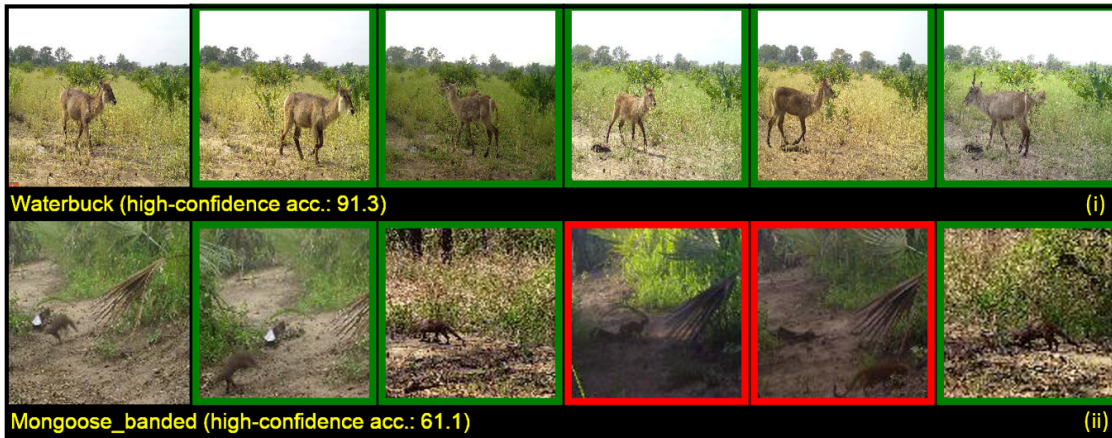 Waterbuck (high-confidence acc.: 91.3) (i)
Mongoose_banded (high-confidence acc.: 61.1) (ii)